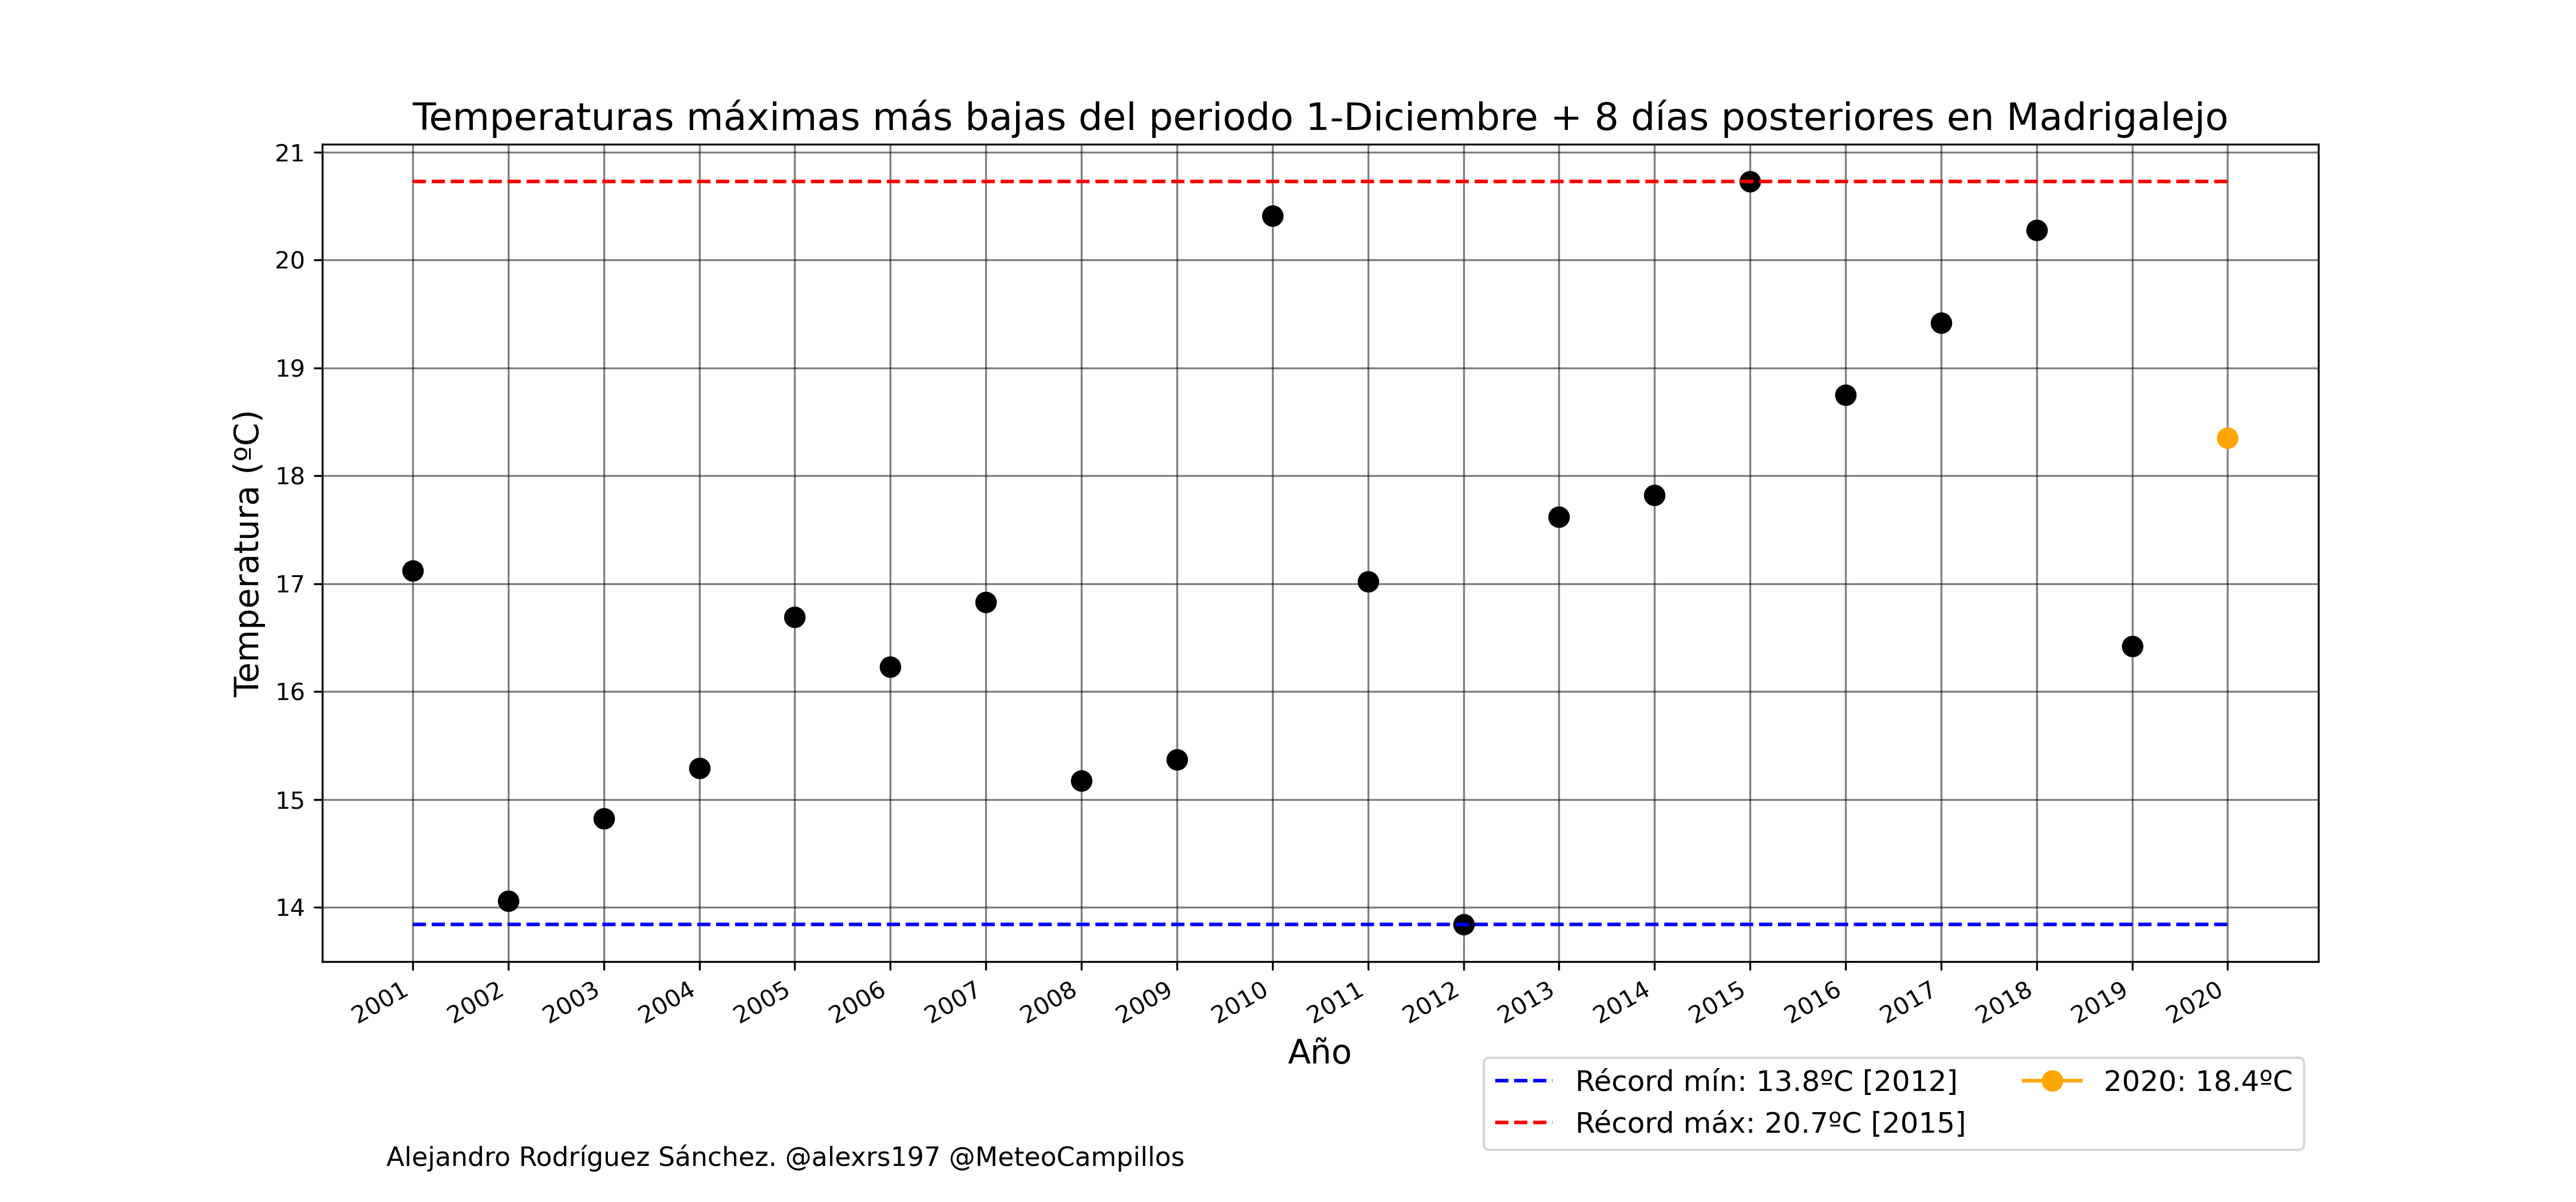 Temperaturas máximas más bajas del periodo 1-Diciembre + 8 días posteriores en Madrigalejo
21
20
19
18
17
16
15
14
Temperatura (ºC)
2001 2002 2003 2004 2005 2006 2007 2008 2009 2010 2011 2012 2013 2014 2015 2016 2017 2018 2019 2020
Año
Récord mín: 13.8ºC [2012]
Récord máx: 20.7ºC [2015]
2020: 18.4ºC
Alejandro Rodríguez Sánchez. @alexrs197 @MeteoCampillos